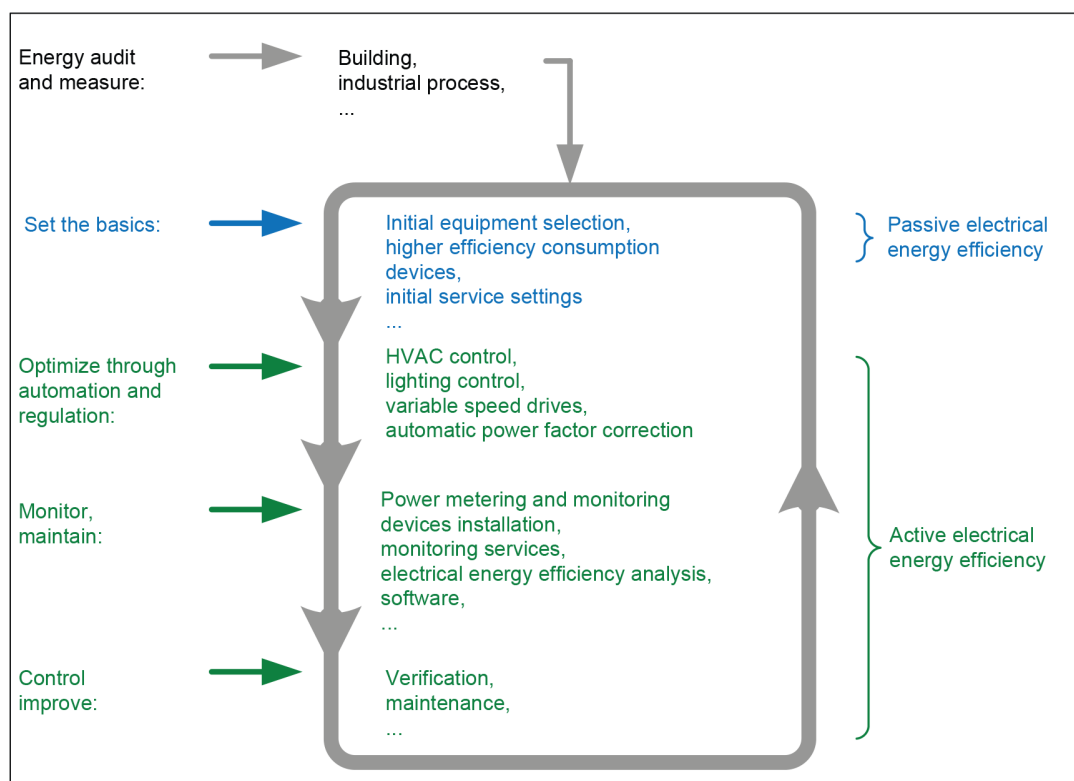 Energy audit
and measure:
Building,
industrial process,
...
Set the basics:
Initial equipment selection,
higher efficiency consumption
devices,
initial service settings
...
Passive electrical
energy efficiency
Optimize through
automation and
regulation:
HVAC control,
lighting control,
variable speed drives,
automatic power factor correction
Monitor,
maintain:
Power metering and monitoring
devices installation,
monitoring services,
electrical energy efficiency analysis,
software,
...
Active electrical
energy efficiency
Control
improve:
Verification,
maintenance,
...